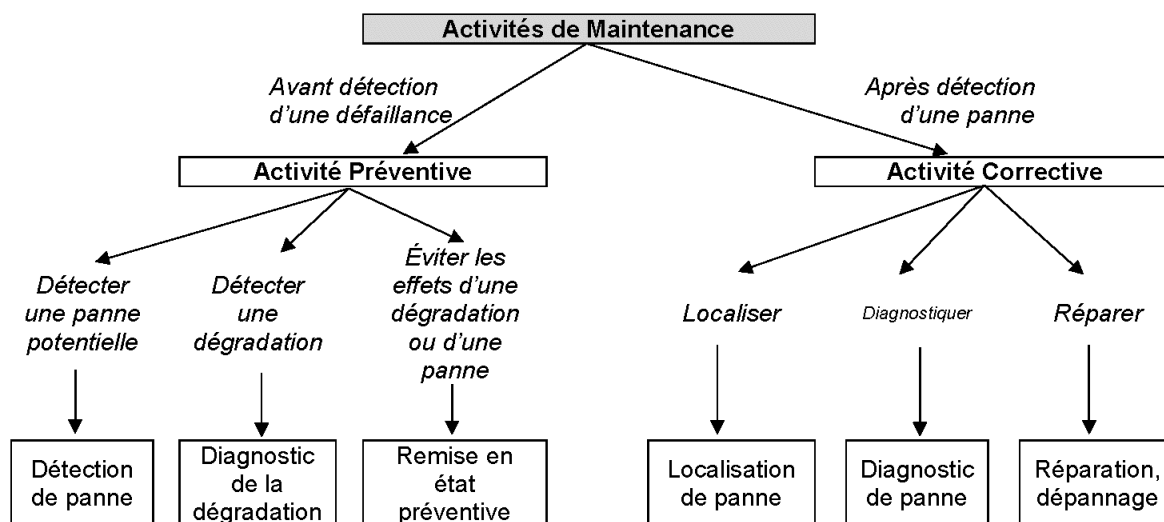 Activités de Maintenance
Avant détection
d'une défaillance
Après détection
d'une panne
Activité Préventive
Activité Corrective
Détecter
une panne
potentielle
Détecter
une
dégradation
Éviter les
effets d'une
dégradation
ou d'une
panne
Localiser
Diagnostiquer
Réparer
Détection
de panne
Diagnostic
de la
dégradation
Remise en
état
préventive
Localisation
de panne
Diagnostic
de panne
Réparation,
dépannage